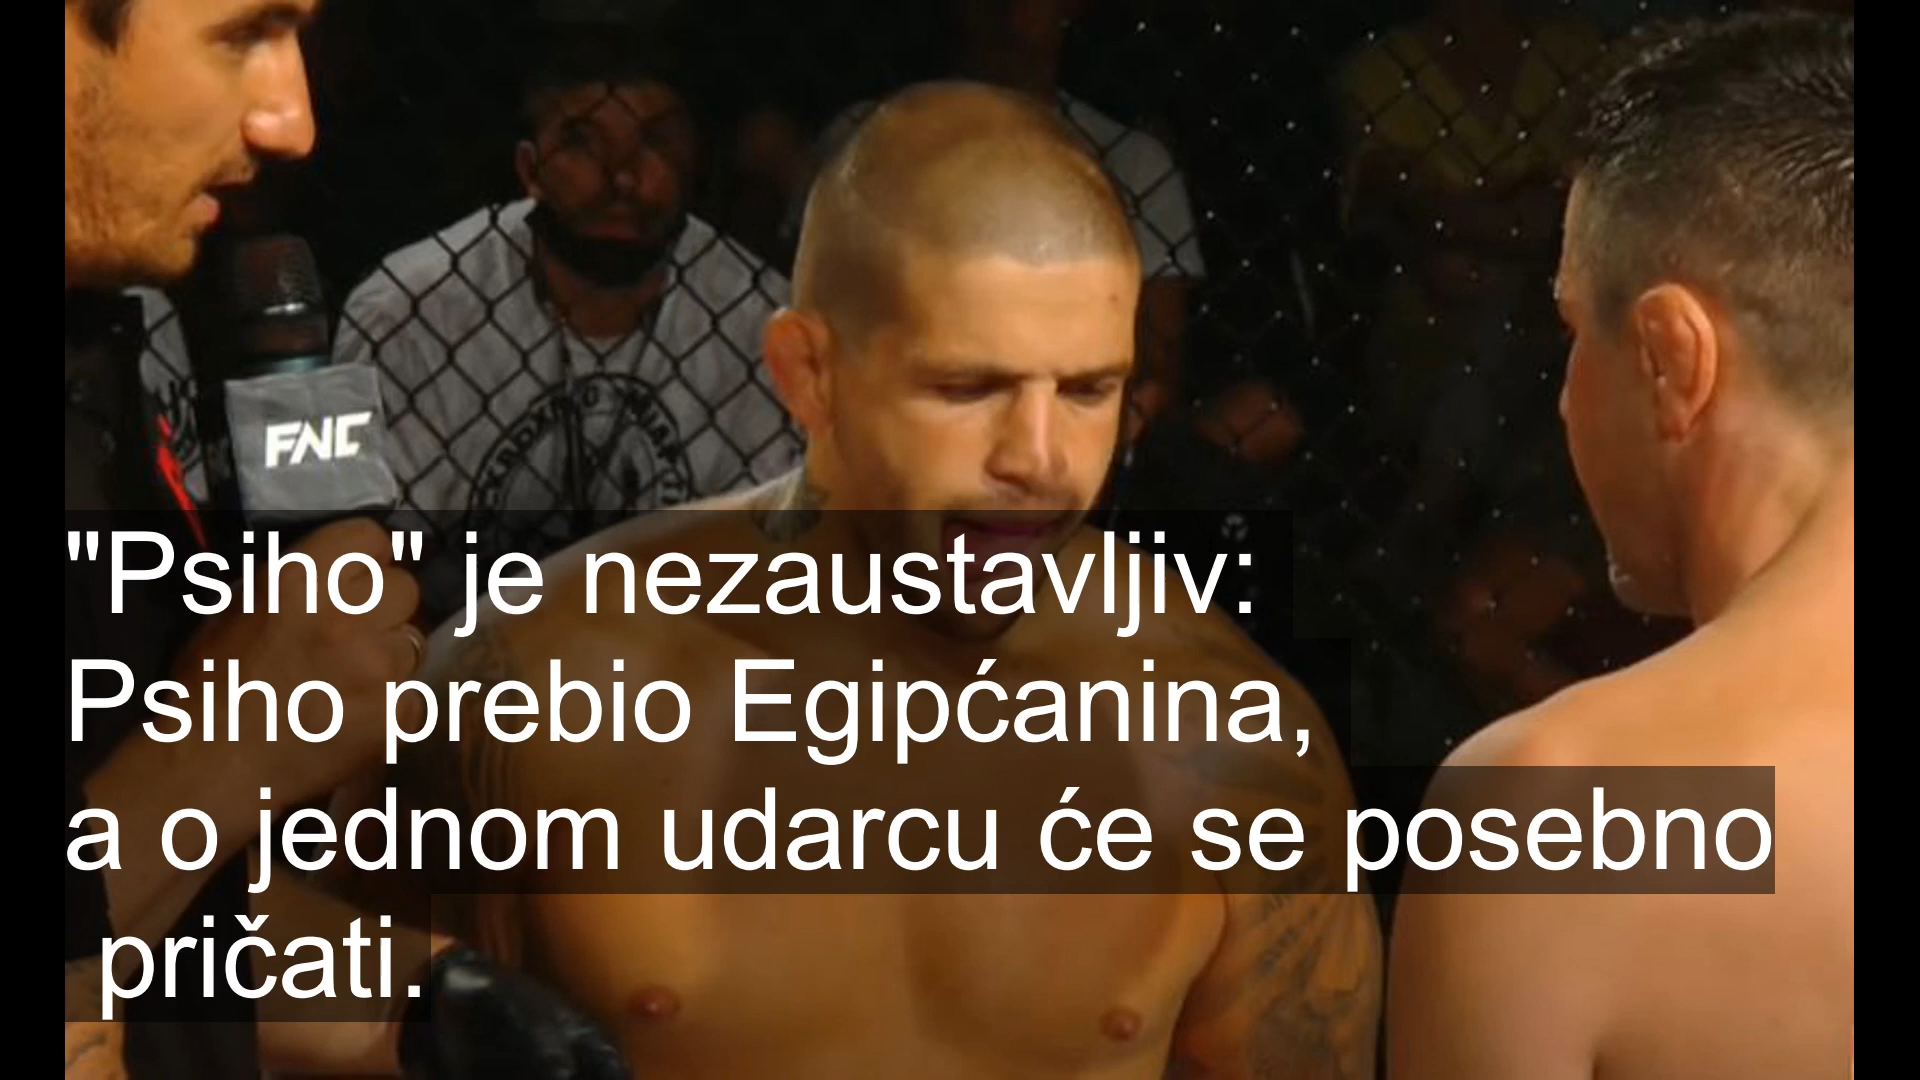 FNC
"Psiho" je nezaustavljiv:
Psiho prebio Egipćanina,
a o jednom udarcu će se posebno
pričati.